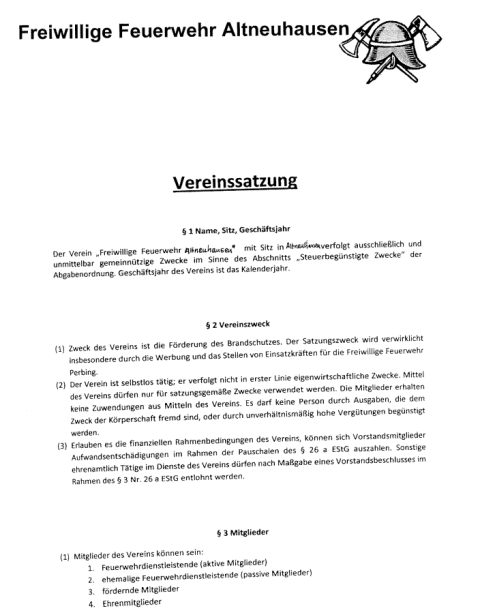 Freiwillige Feuerwehr Altneuhausen
Vereinssatzung
§ 1 Name, Sitz, Geschäftsjahr
Der Verein „Freiwillige Feuerwehr Altneuhausen" mit Sitz in Altneuhausen verfolgt ausschließlich und
unmittelbar gemeinnützige Zwecke im Sinne des Abschnitts „Steuerbegünstigte Zwecke" der
Abgabenordnung. Geschäftsjahr des Vereins ist das Kalenderjahr.
§ 2 Vereinszweck
(1) Zweck des Vereins ist die Förderung des Brandschutzes. Der Satzungszweck wird verwirklicht
insbesondere durch die Werbung und das Stellen von Einsatzkräften für die Freiwillige Feuerwehr
Perbing.
(2) Der Verein ist selbstlos tätig; er verfolgt nicht in erster Linie eigenwirtschaftliche Zwecke. Mittel
des Vereins dürfen nur für satzungsgemäße Zwecke verwendet werden. Die Mitglieder erhalten
keine Zuwendungen aus Mitteln des Vereins. Es darf keine Person durch Ausgaben, die dem
Zweck der Körperschaft fremd sind, oder durch unverhältnismäßig hohe Vergütungen begünstigt
werden.
(3) Erlauben es die finanziellen Rahmenbedingungen des Vereins, können sich Vorstandsmitglieder
Aufwandsentschädigungen im Rahmen der Pauschalen des § 26 a EStG auszahlen. Sonstige
ehrenamtlich Tätige im Dienste des Vereins dürfen nach Maßgabe eines Vorstandsbeschlusses im
Rahmen des § 3 Nr. 26 a EStG entlohnt werden.
§ 3 Mitglieder
(1) Mitglieder des Vereins können sein:
1. Feuerwehrdienstleistende (aktive Mitglieder)
2. ehemalige Feuerwehrdienstleistende (passive Mitglieder)
3. fördernde Mitglieder
4. Ehrenmitglieder